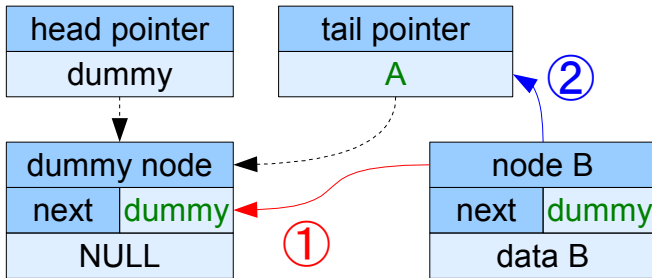 head pointer
dummy
tail pointer
A
②
dummy node
next dummy
NULL
①
node B
next dummy
data B